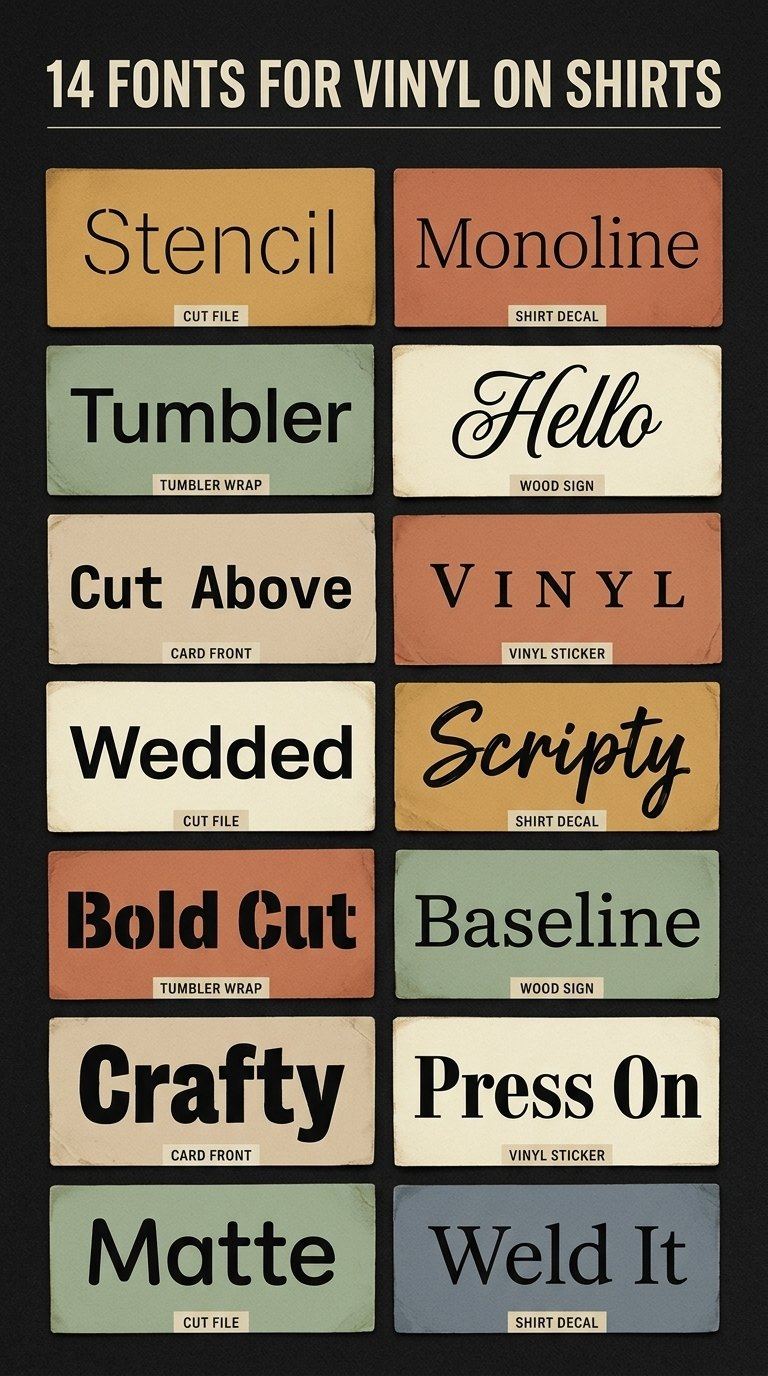 14 FONTS FOR VINYL ON SHIRTS
Stencil
CUT FILE
Monoline
SHIRT DECAL
Tumbler
TUMBLER WRAP
Hello
WOOD SIGN
Cut Above
CARD FRONT
VINYL
VINYL STICKER
Wedded
CUT FILE
Scripty
SHIRT DECAL
Bold Cut
TUMBLER WRAP
Baseline
WOOD SIGN
Crafty
CARD FRONT
Press On
VINYL STICKER
Matte
CUT FILE
Weld It
SHIRT DECAL